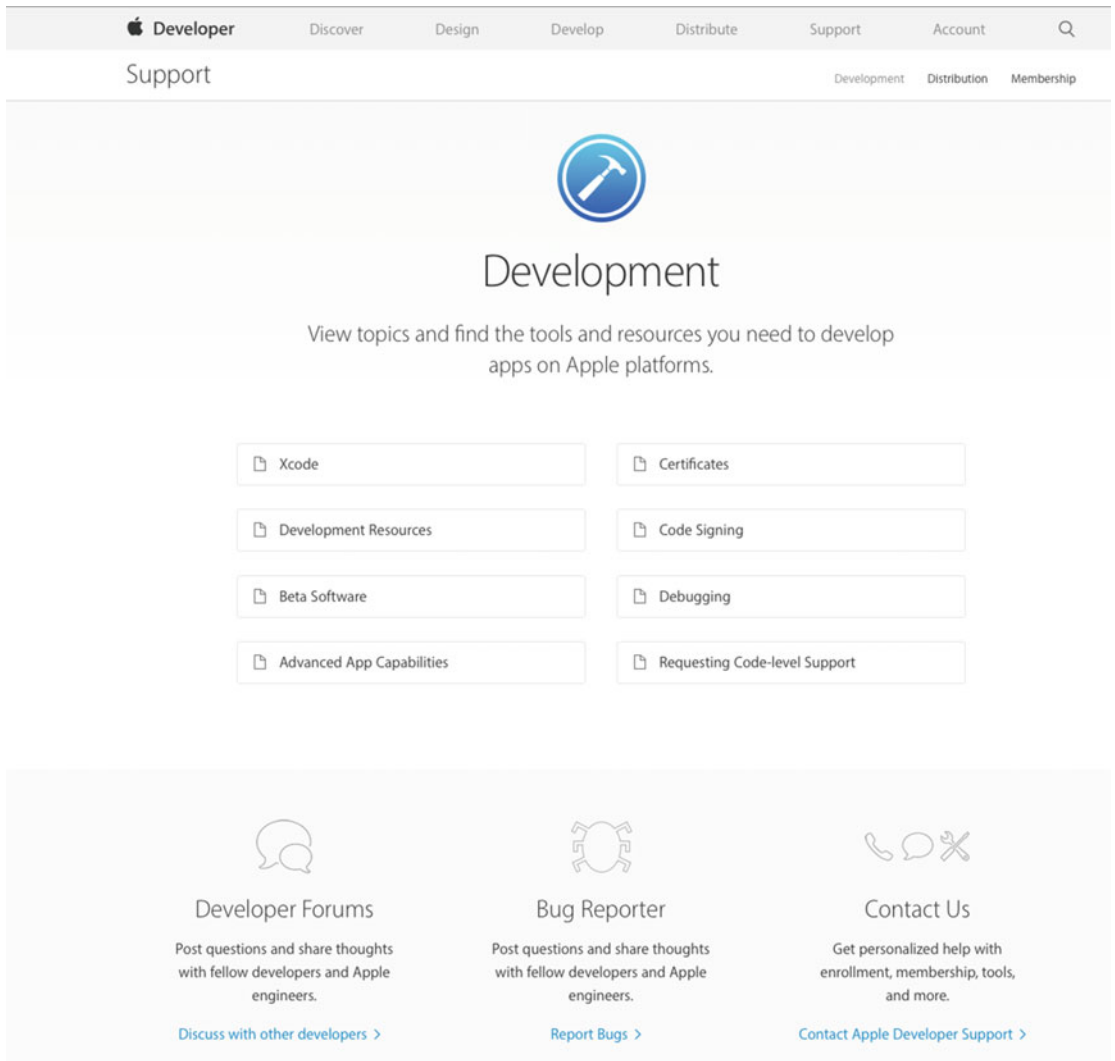 Developer Discover Design Develop Distribute Support Account
Support Development Distribution Membership
Development
View topics and find the tools and resources you need to develop
apps on Apple platforms.
Xcode Certificates
Development Resources Code Signing
Beta Software Debugging
Advanced App Capabilities Requesting Code-level Support
Developer Forums
Post questions and share thoughts
with fellow developers and Apple
engineers.
Discuss with other developers >
Bug Reporter
Post questions and share thoughts
with fellow developers and Apple
engineers.
Report Bugs >
Contact Us
Get personalized help with
enrollment, membership, tools,
and more.
Contact Apple Developer Support >